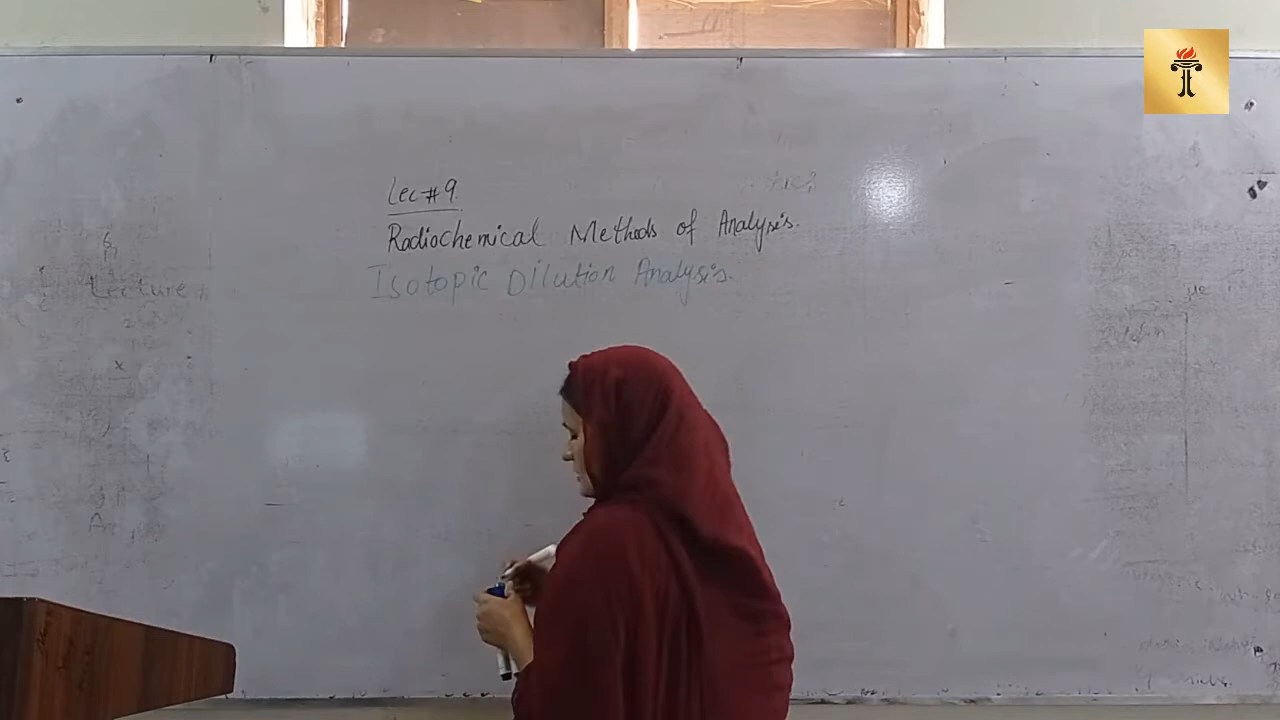 Lec # 9.
Radiochemical Methods of Analysis.
Isotopic Dilution Analysis.
Lecture